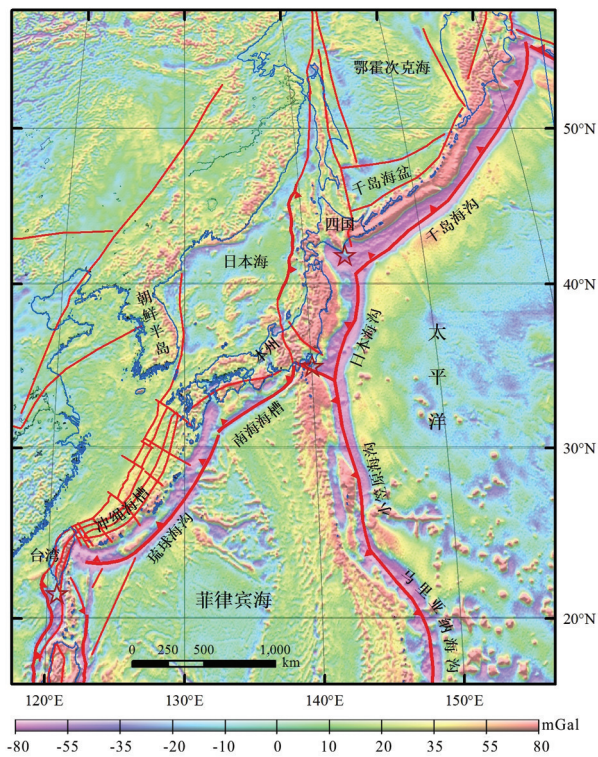 鄂霍次克海
50°N
千岛海盆
四国
千岛海沟
日本海
40°N
朝鲜半岛
太平洋
本州
日本海沟
南海海槽
30°N
小笠原海沟
冲绳海槽
琉球海沟
台湾
菲律宾海
马里亚纳海沟
20°N
0 250 500 1,000
km
120°E 130°E 140°E 150°E
mGal
-80 -55 -35 -20 -10 0 10 20 35 55 80